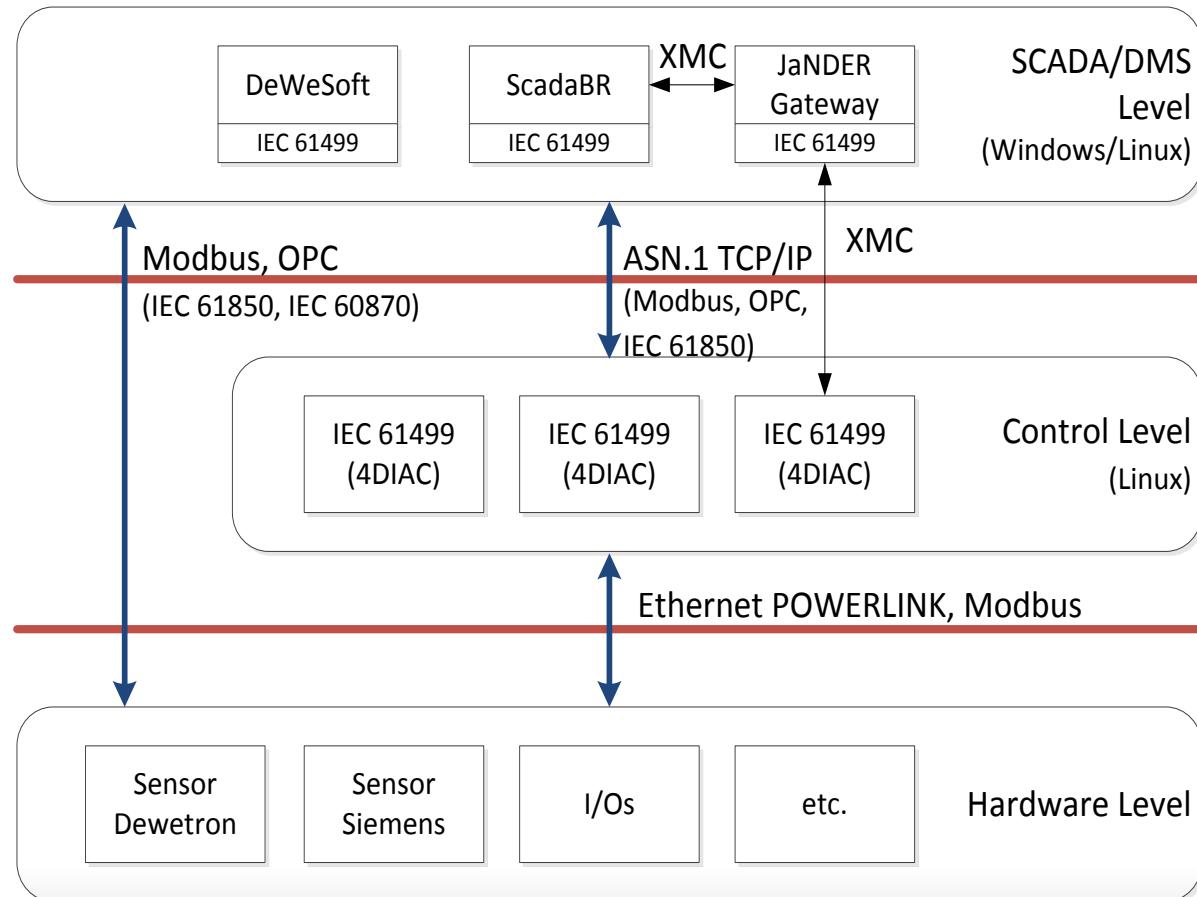 DeWeSoft
IEC 61499
ScadaBR
IEC 61499
XMC
JaNDER
Gateway
IEC 61499
SCADA/DMS
Level
(Windows/Linux)
Modbus, OPC
(IEC 61850, IEC 60870)
ASN.1 TCP/IP
(Modbus, OPC,
IEC 61850)
XMC
IEC 61499
(4DIAC)
IEC 61499
(4DIAC)
IEC 61499
(4DIAC)
Control Level
(Linux)
Ethernet POWERLINK, Modbus
Sensor
Dewetron
Sensor
Siemens
I/Os
etc.
Hardware Level